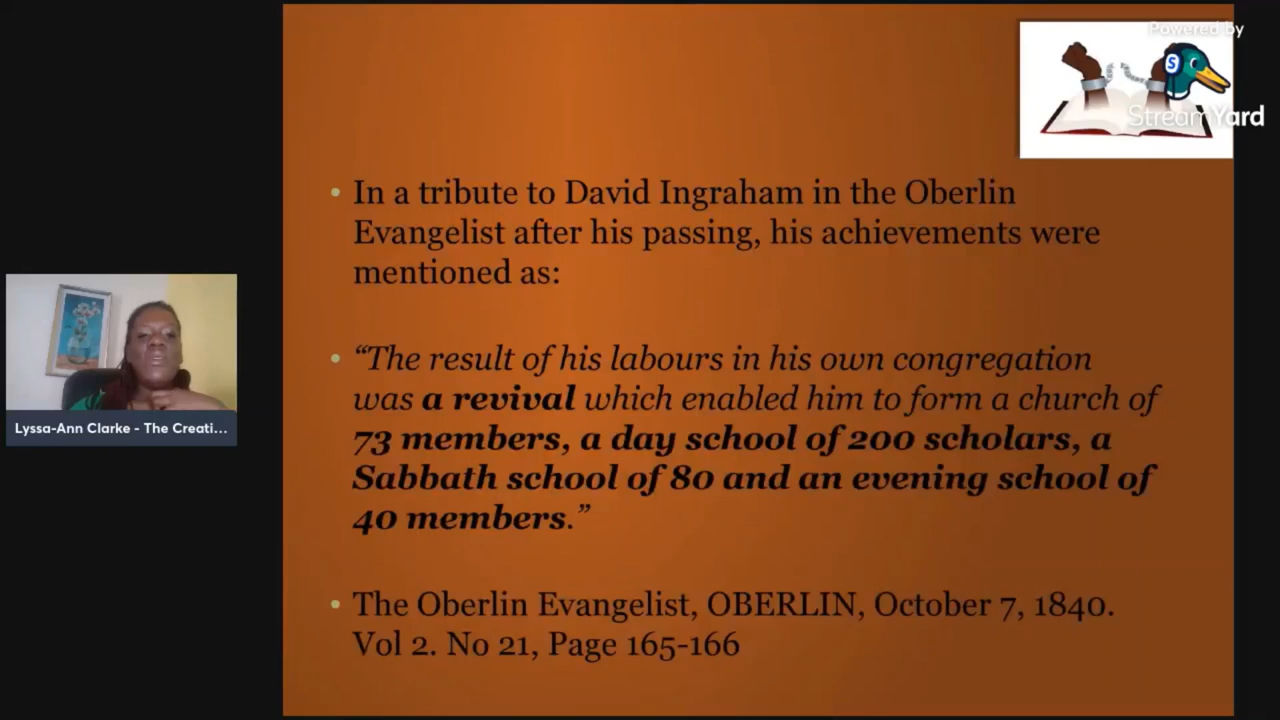 Powered by
StreamYard
S
• In a tribute to David Ingraham in the Oberlin
Evangelist after his passing, his achievements were
mentioned as:
• “The result of his labours in his own congregation
was a revival which enabled him to form a church of
73 members, a day school of 200 scholars, a
Sabbath school of 80 and an evening school of
40 members.”
• The Oberlin Evangelist, OBERLIN, October 7, 1840.
Vol 2. No 21, Page 165-166
Lyssa-Ann Clarke - The Creati...